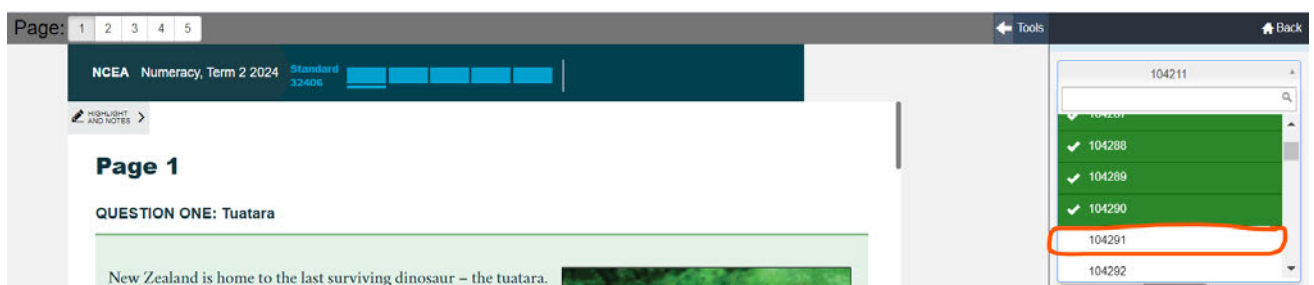 Page: 1 2 3 4 5
Tools
Back
NCEA Numeracy, Term 2 2024 Standard 32406
HIGHLIGHT AND NOTES
Page 1
QUESTION ONE: Tuatara
New Zealand is home to the last surviving dinosaur – the tuatara.
104211
104288
104289
104290
104291
104292